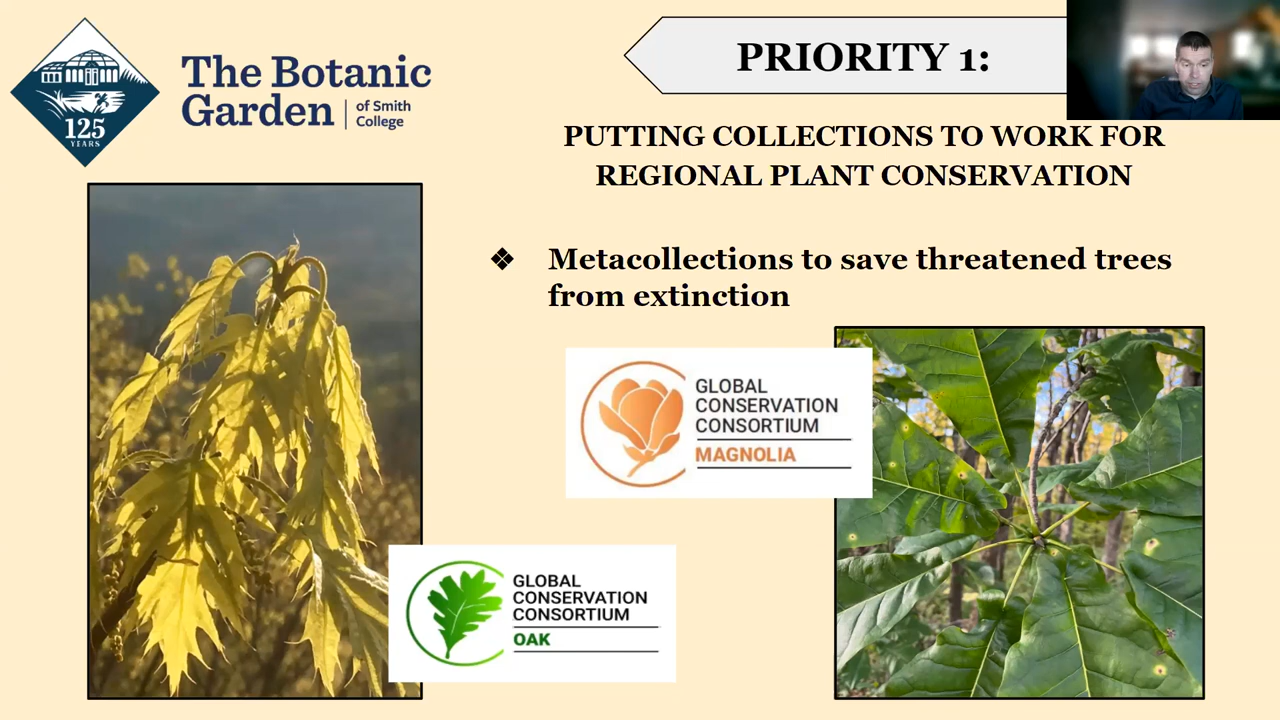 The Botanic
Garden
of Smith
College
125
YEARS
PRIORITY 1:
PUTTING COLLECTIONS TO WORK FOR
REGIONAL PLANT CONSERVATION
❖ Metacollections to save threatened trees
from extinction
GLOBAL
CONSERVATION
CONSORTIUM
MAGNOLIA
GLOBAL
CONSERVATION
CONSORTIUM
OAK